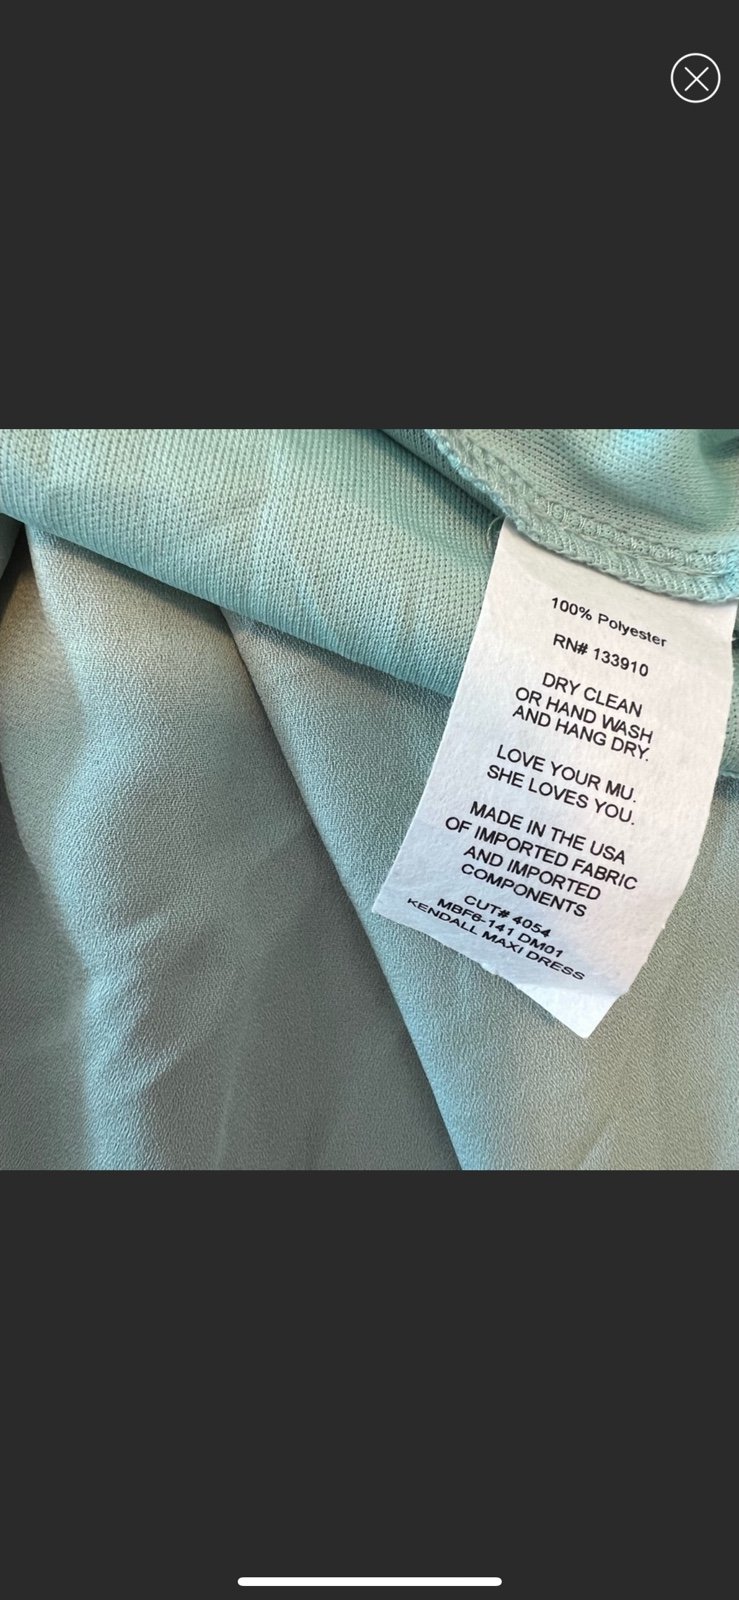 100% Polyester
RN# 133910
DRY CLEAN
OR HAND WASH
AND HANG DRY.
LOVE YOUR MU.
SHE LOVES YOU.
MADE IN THE USA
OF IMPORTED FABRIC
AND IMPORTED
COMPONENTS
CUT# 4054
MBF6-141 DM01
KENDALL MAXI DRESS